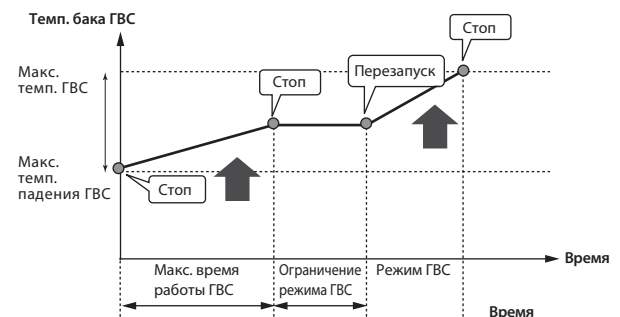 Темп. бака ГВС
Стоп
Макс.
темп. ГВС
Стоп
Перезапуск
Макс.
темп.
падения ГВС
Стоп
Время
Макс. время
работы ГВС
Ограничение
режима ГВС
Режим ГВС
Время